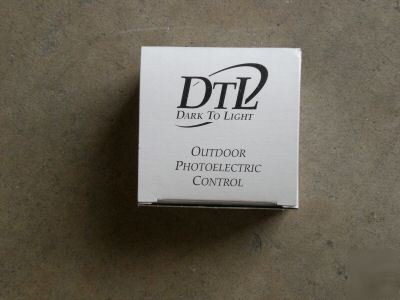 DTL
DARK TO LIGHT
OUTDOOR
PHOTOELECTRIC
CONTROL